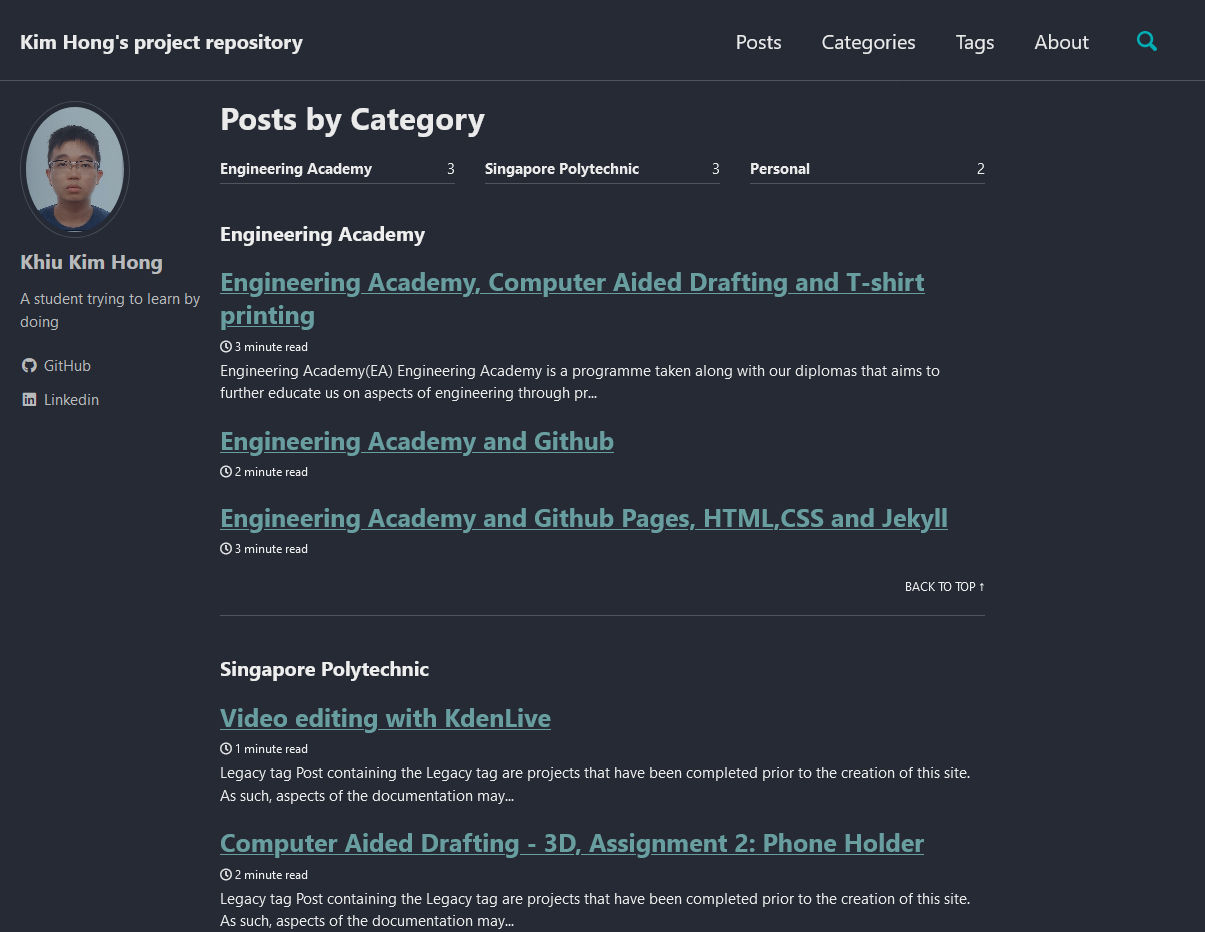 Kim Hong's project repository
Posts
Categories
Tags
About
Posts by Category
Engineering Academy 3
Singapore Polytechnic 3
Personal 2
Khiu Kim Hong
A student trying to learn by
doing
GitHub
Linkedin
Engineering Academy
Engineering Academy, Computer Aided Drafting and T-shirt
printing
3 minute read
Engineering Academy(EA) Engineering Academy is a programme taken along with our diplomas that aims to
further educate us on aspects of engineering through pr...
Engineering Academy and Github
2 minute read
Engineering Academy and Github Pages, HTML,CSS and Jekyll
3 minute read
BACK TO TOP ↑
Singapore Polytechnic
Video editing with KdenLive
1 minute read
Legacy tag Post containing the Legacy tag are projects that have been completed prior to the creation of this site.
As such, aspects of the documentation may...
Computer Aided Drafting - 3D, Assignment 2: Phone Holder
2 minute read
Legacy tag Post containing the Legacy tag are projects that have been completed prior to the creation of this site.
As such, aspects of the documentation may...